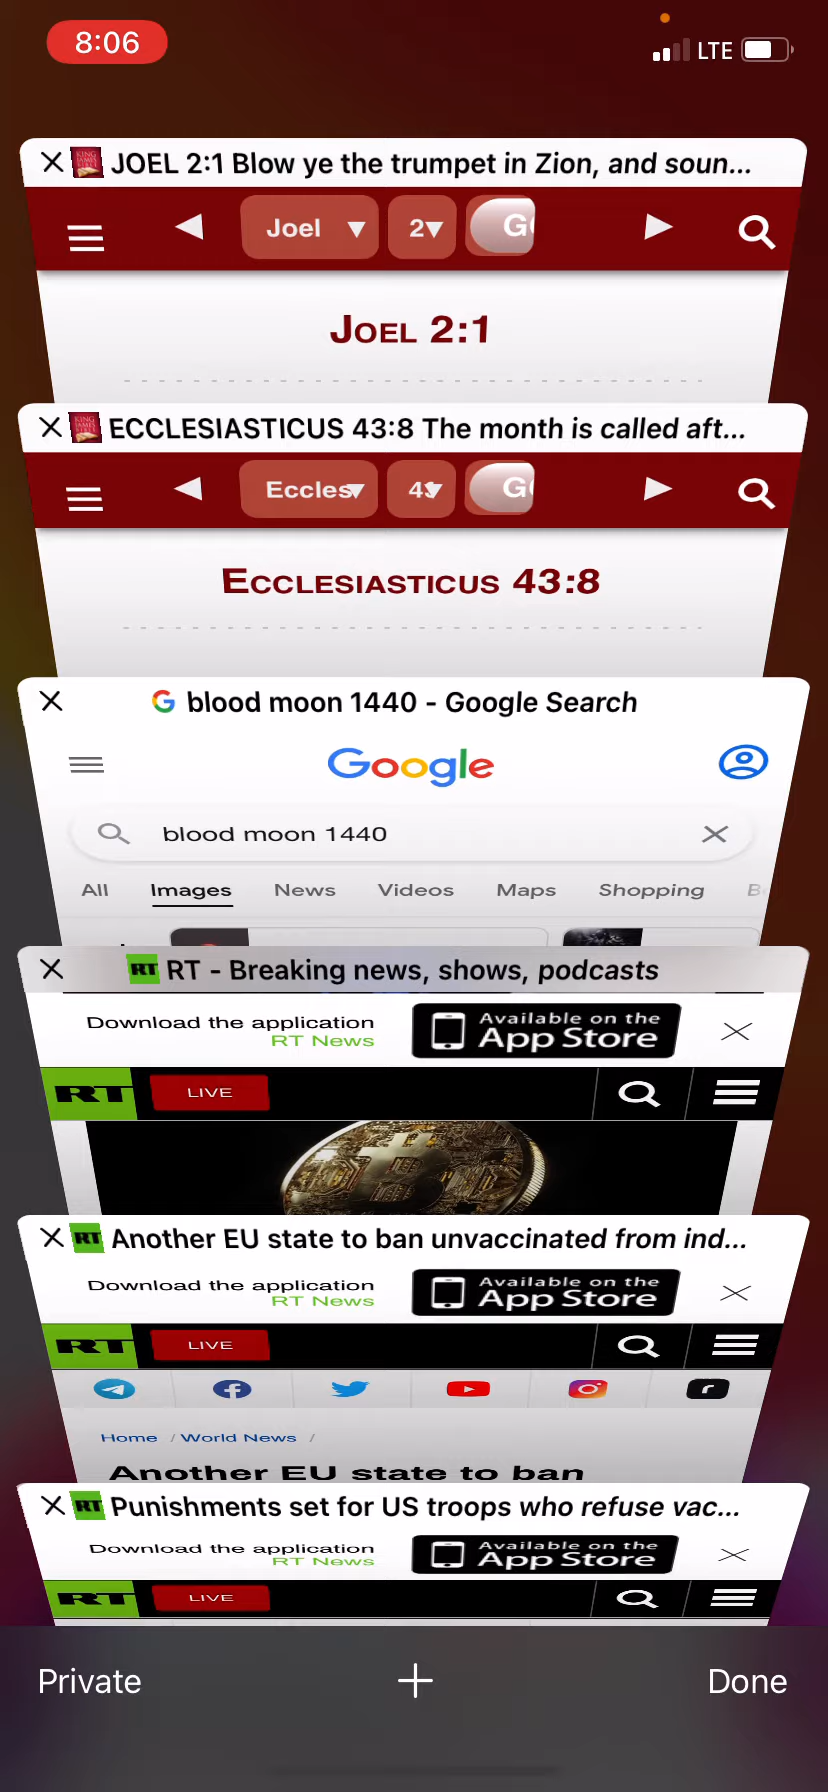 8:06
LTE
JOEL 2:1 Blow ye the trumpet in Zion, and soun...
Joel 2
JOEL 2:1
ECCLESIASTICUS 43:8 The month is called aft...
Eccles
ECCLESIASTICUS 43:8
blood moon 1440 - Google Search
Google
blood moon 1440
All Images News Videos Maps Shopping
RT RT - Breaking news, shows, podcasts
Download the application
RT News
Available on the
App Store
RT LIVE
RT Another EU state to ban unvaccinated from ind...
Download the application
RT News
Available on the
App Store
RT LIVE
Home / World News /
Another EU state to ban
RT Punishments set for US troops who refuse vac...
Download the application
RT News
Available on the
App Store
RT LIVE
Private Done